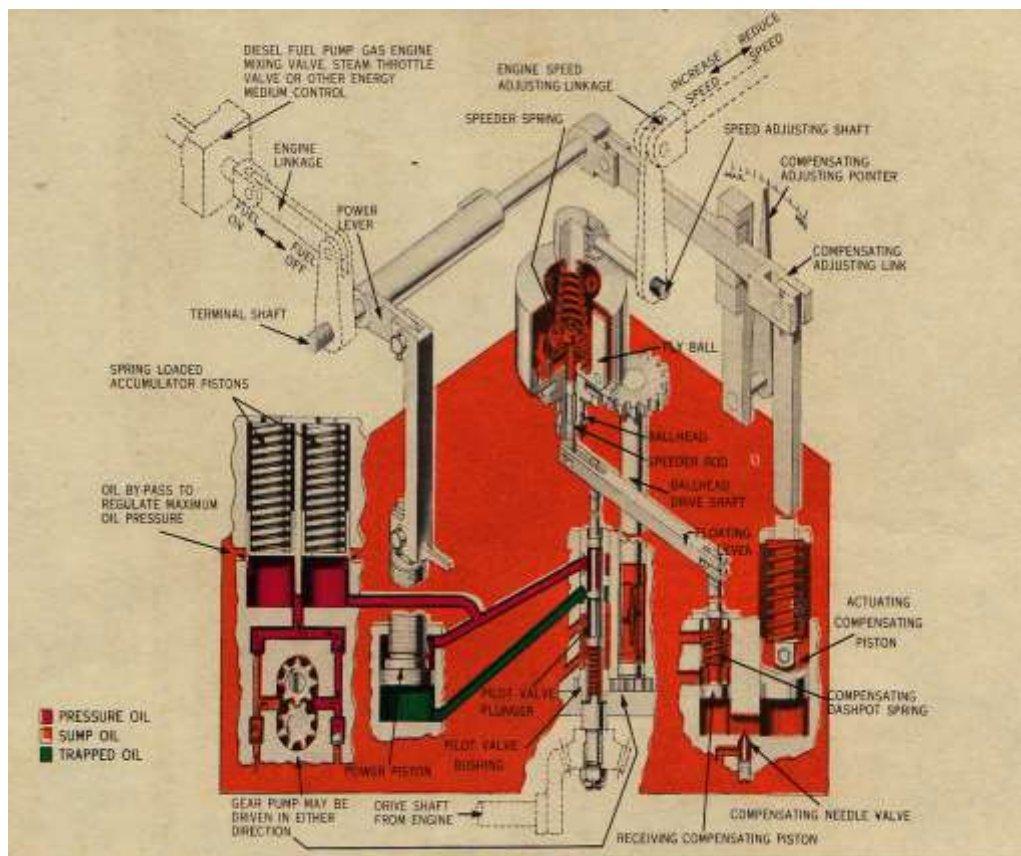 DIESEL FUEL PUMP GAS ENGINE
MIXING VALVE, STEAM THROTTLE
VALVE OR OTHER ENERGY
MEDIUM CONTROL
ENGINE SPEED
ADJUSTING LINKAGE
INCREASE
SPEED
REDUCE
SPEED
SPEEDER SPRING
SPEED ADJUSTING SHAFT
ENGINE
LINKAGE
MAX.
COMPENSATING
ADJUSTING POINTER
POWER
LEVER
FUEL
ON
FUEL
OFF
COMPENSATING
ADJUSTING LINK
TERMINAL SHAFT
FLY BALL
SPRING LOADED
ACCUMULATOR PISTONS
BALLHEAD
SPEEDER ROD
BALLHEAD
DRIVE SHAFT
OIL BY-PASS TO
REGULATE MAXIMUM
OIL PRESSURE
FLOATING
LEVER
ACTUATING
COMPENSATING
PISTON
PILOT VALVE
PLUNGER
COMPENSATING
DASHPOT SPRING
PRESSURE OIL
SUMP OIL
TRAPPED OIL
POWER PISTON
PILOT VALVE
BUSHING
GEAR PUMP MAY BE
DRIVEN IN EITHER
DIRECTION
DRIVE SHAFT
FROM ENGINE
COMPENSATING NEEDLE VALVE
RECEIVING COMPENSATING PISTON